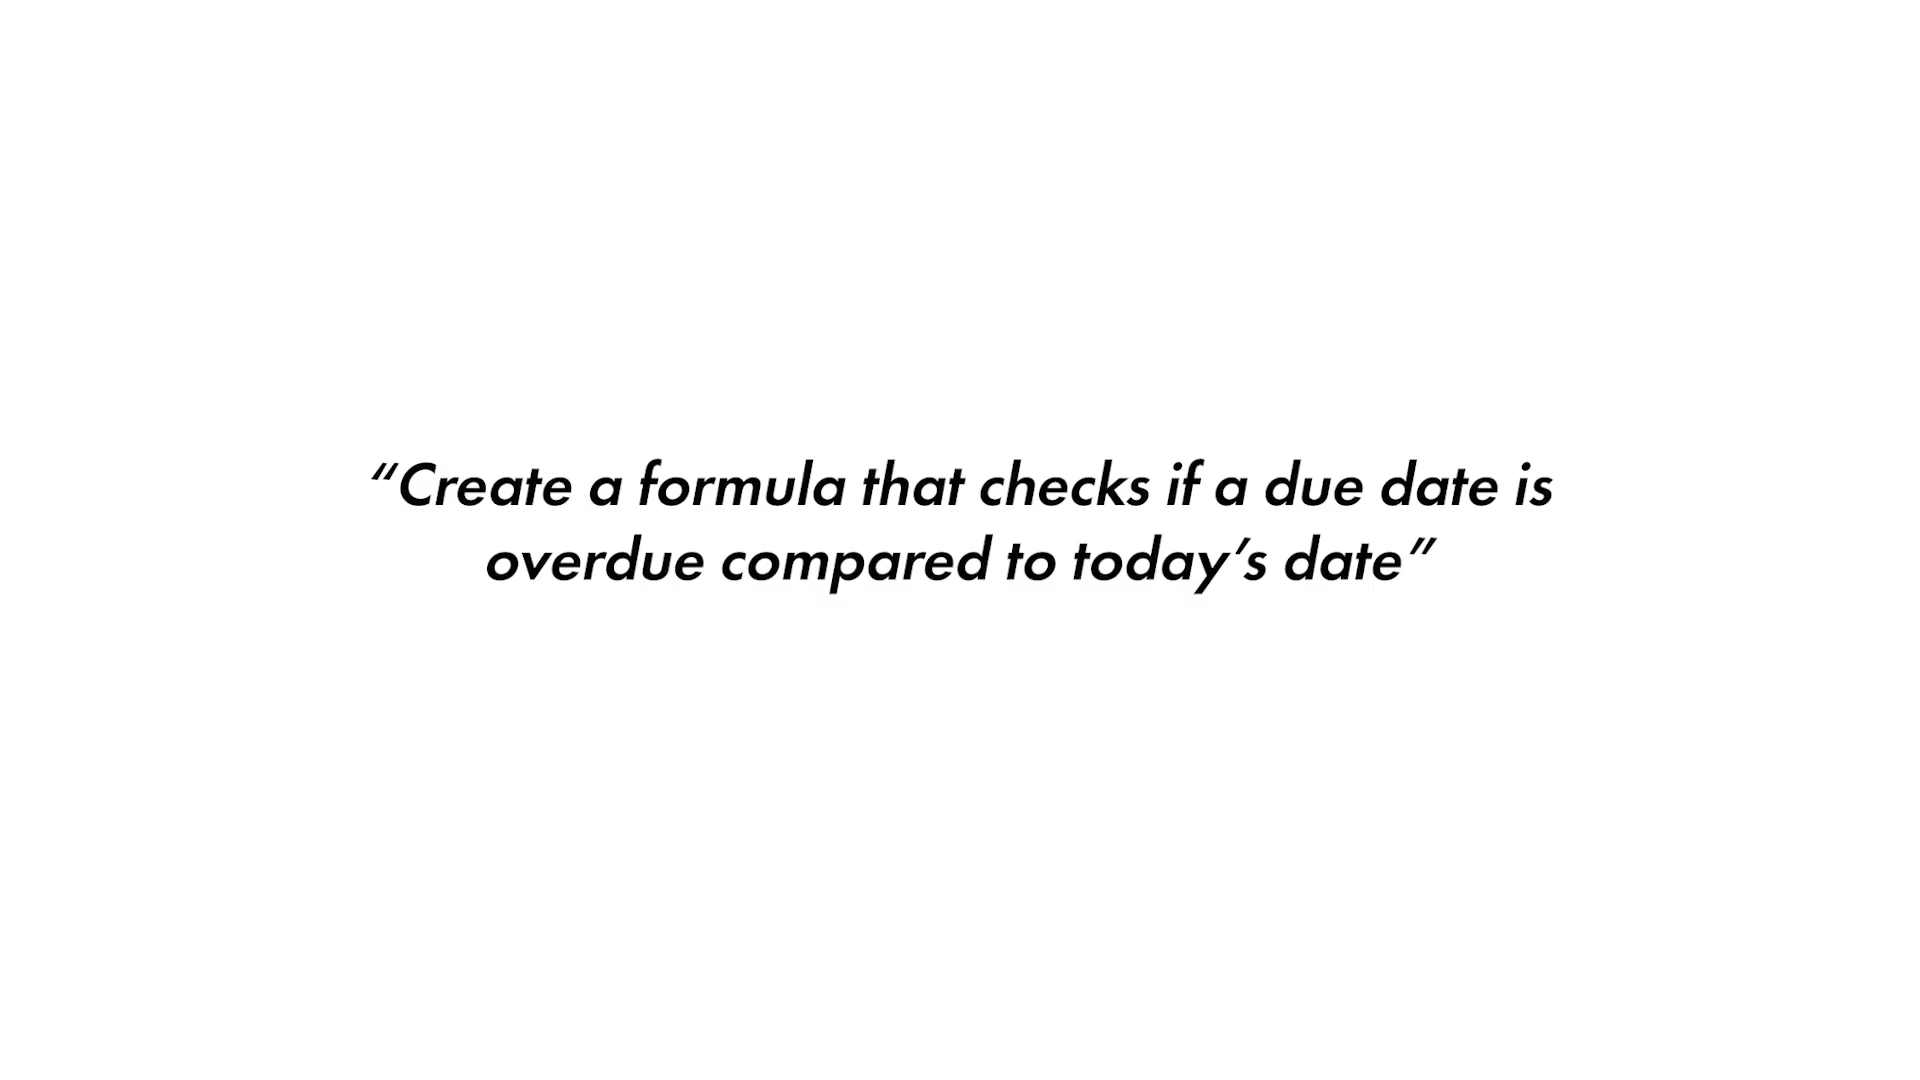 “Create a formula that checks if a due date is
overdue compared to today’s date”